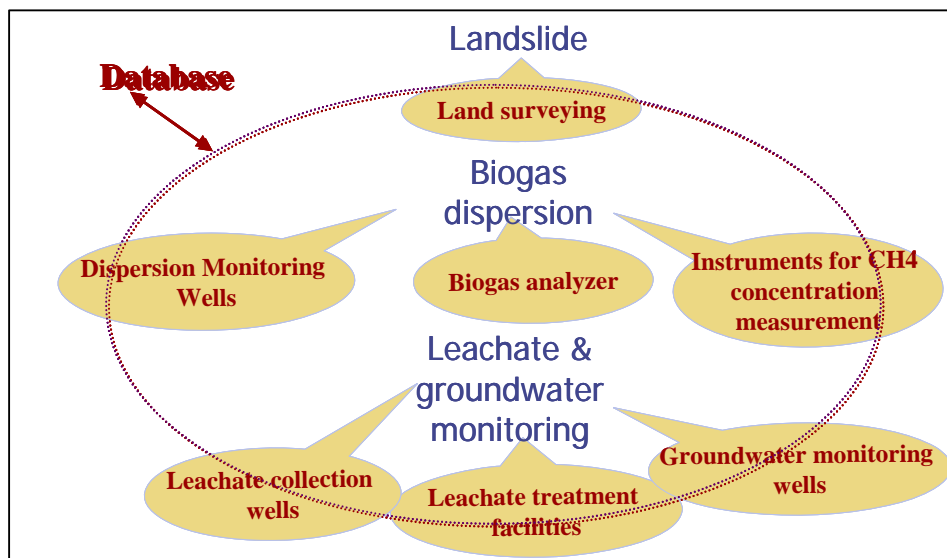 Landslide
Database
Land surveying
Biogas
dispersion
Dispersion Monitoring
Wells
Biogas analyzer
Instruments for CH4
concentration
measurement
Leachate &
groundwater
monitoring
Leachate collection
wells
Leachate treatment
facilities
Groundwater monitoring
wells